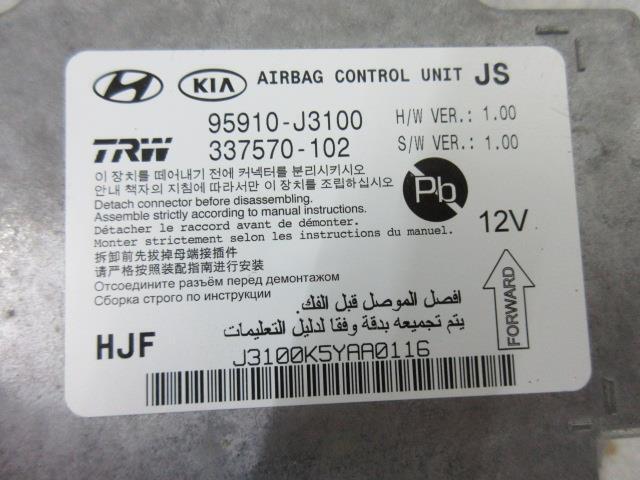 KIA AIRBAG CONTROL UNIT JS
95910-J3100 H/W VER.: 1.00
TRW 337570-102 S/W VER.: 1.00
이 장치를 떼어내기 전에 커넥터를 분리시키시오
안내 책자의 지침에 따라서만 이 장치를 조립하십시오
Detach connector before disassembling.
Assemble strictly according to manual instructions.
Détacher le raccord avant de démonter.
Monter strictement selon les instructions du manuel.
Pb
12V
拆卸前先拔掉母端接插件
请严格按照装配指南进行安装
Отсоедините разъём перед демонтажом
Сборка строго по инструкции
افصل الموصل قبل الفك.
يتم تجميعه بدقة وفقا لدليل التعليمات
FORWARD
HJF
J3100K5YAA0116